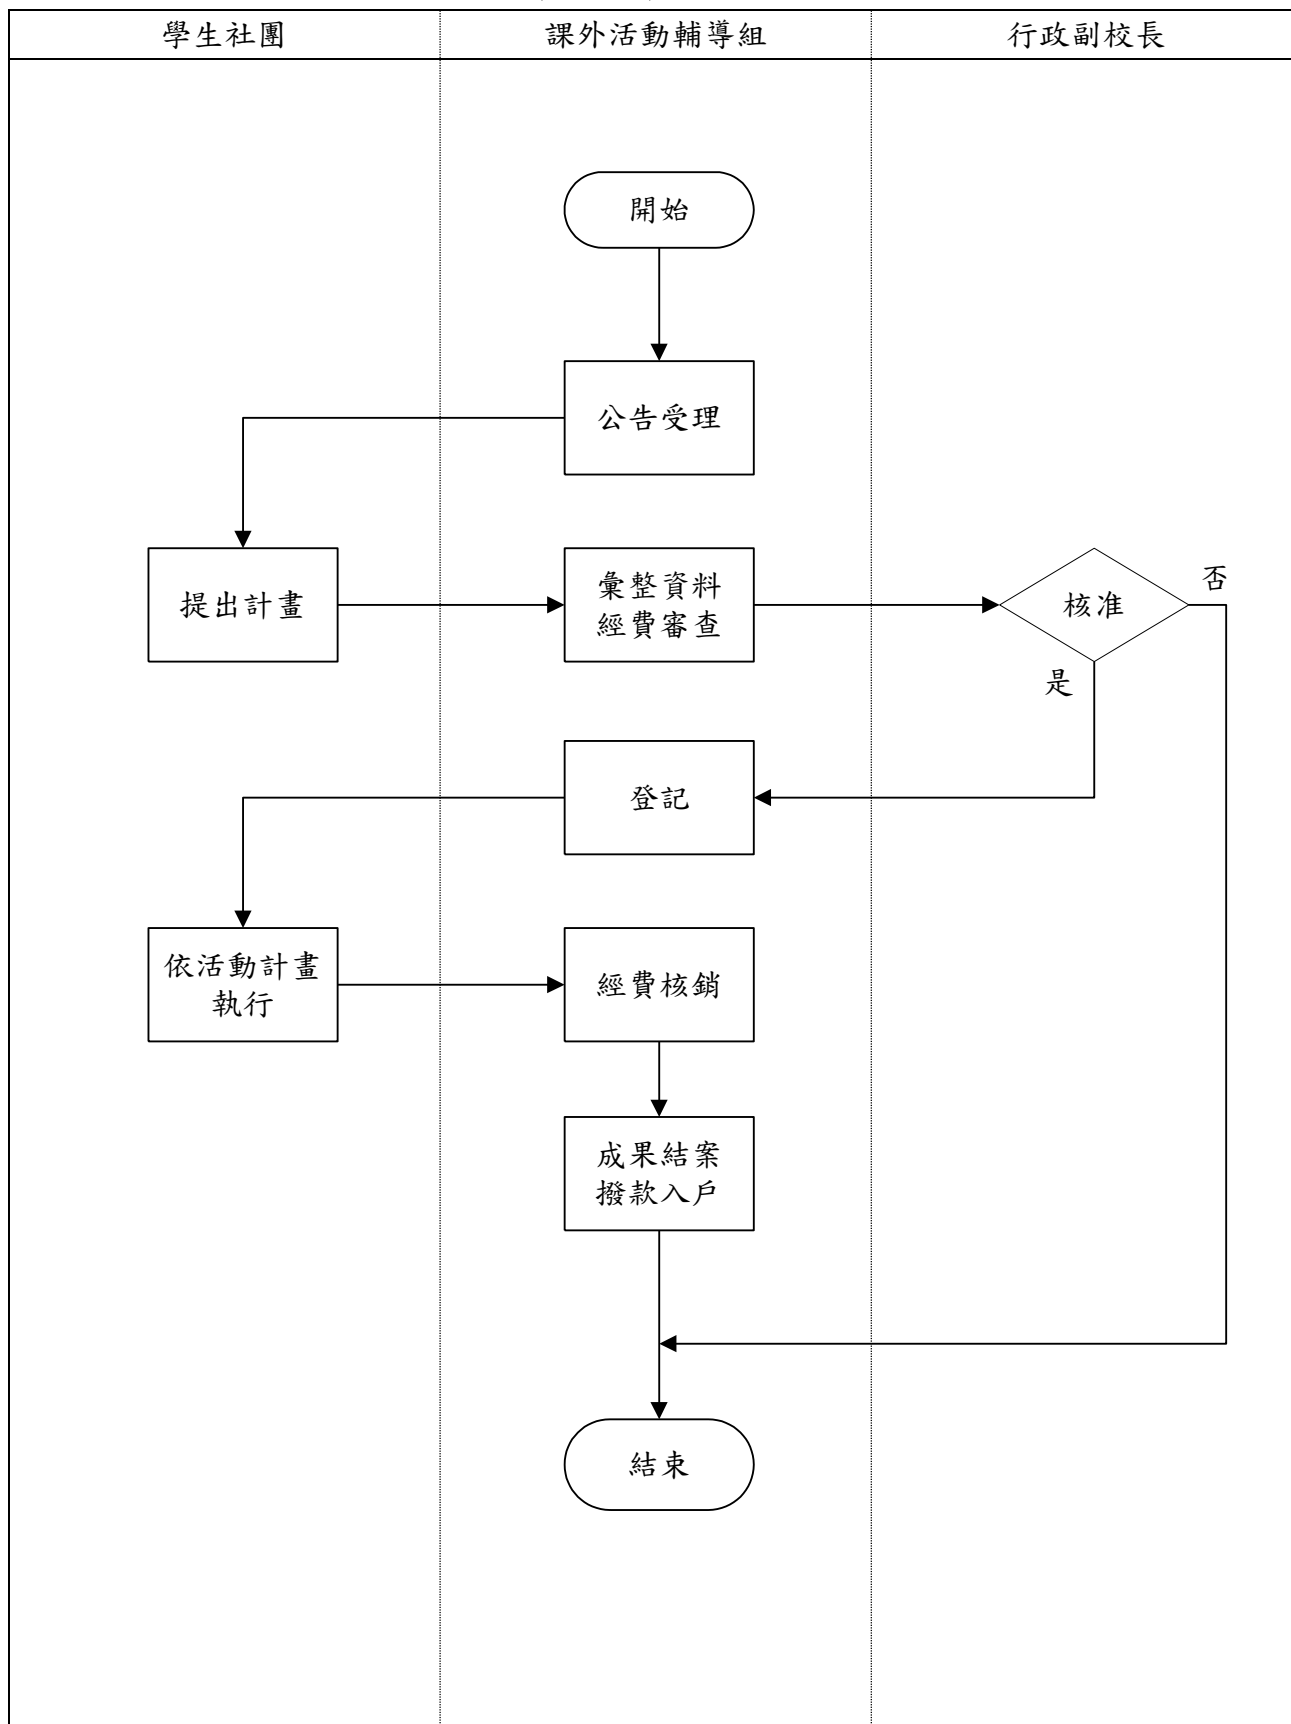 學生社團
課外活動輔導組
行政副校長
開始
公告受理
提出計畫
彙整資料
經費審查
核准
否
是
登記
依活動計畫
執行
經費核銷
成果結案
撥款入戶
結束